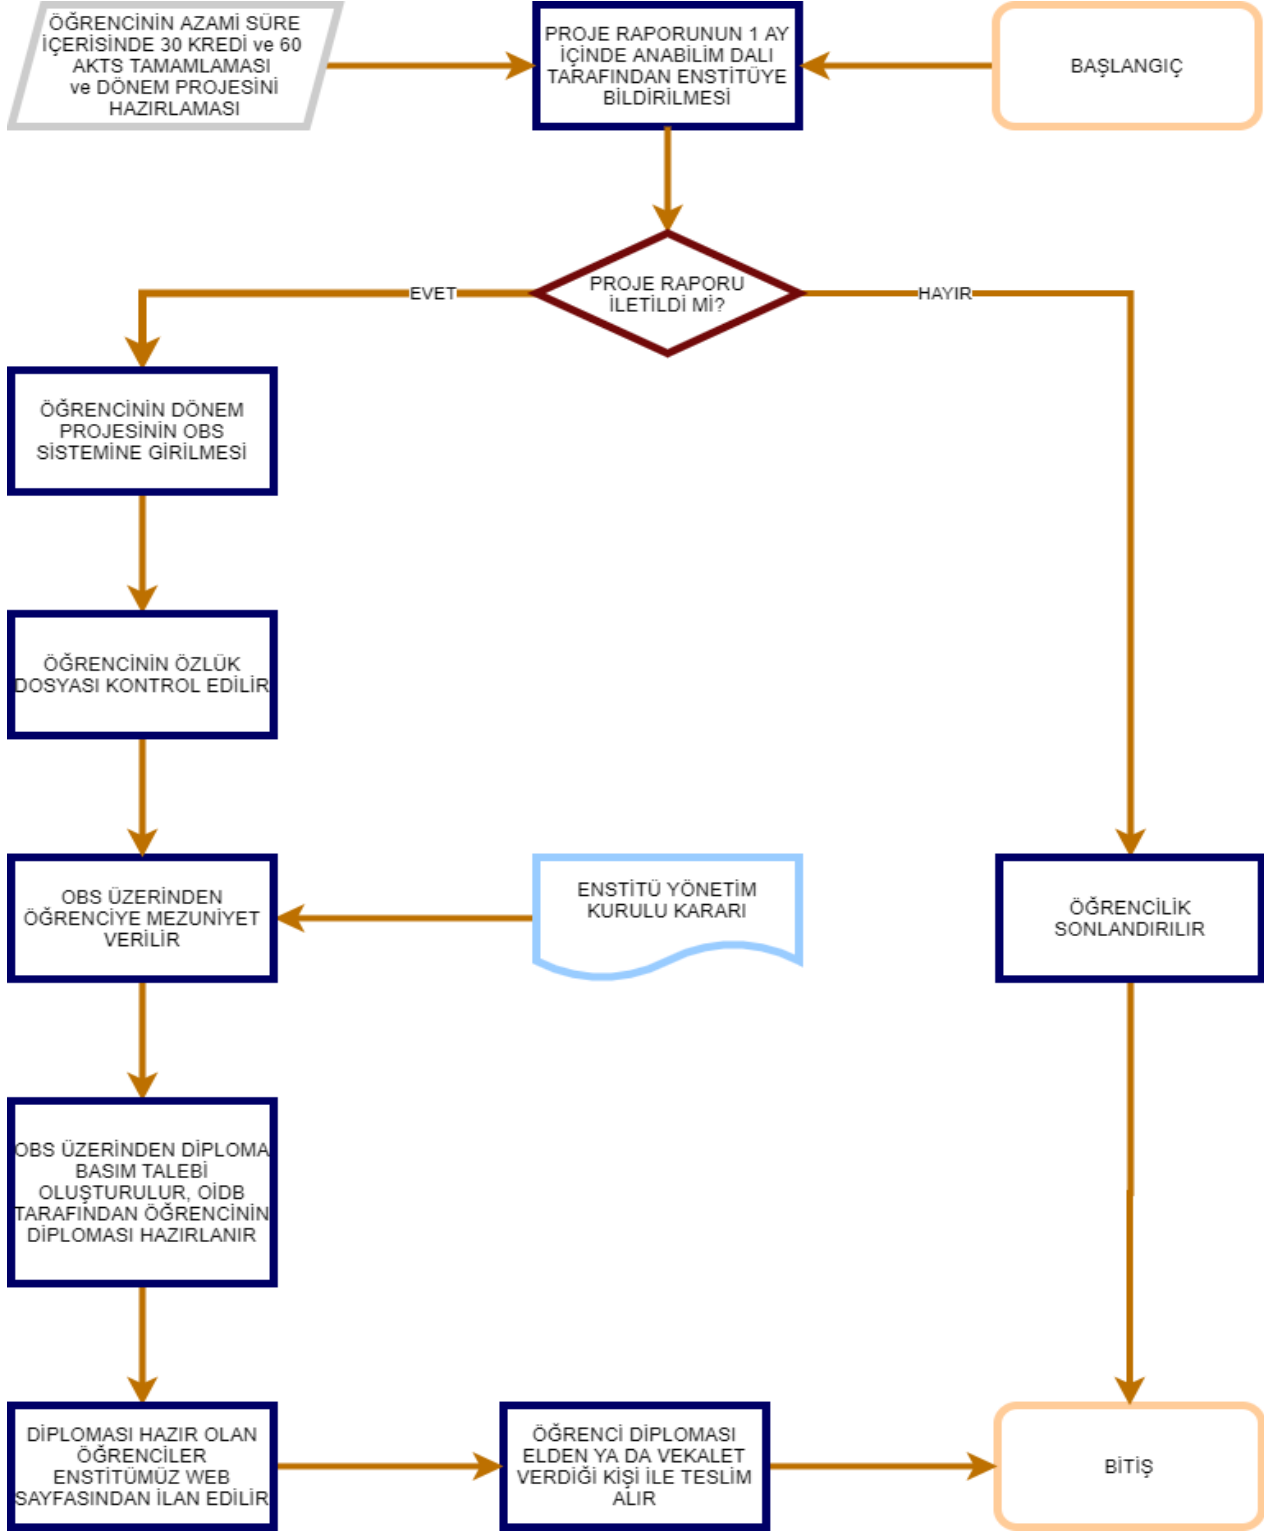 ÖĞRENCİNİN AZAMİ SÜRE
İÇERİSİNDE 30 KREDİ ve 60
AKTS TAMAMLAMASI
ve DÖNEM PROJESİNİ
HAZIRLAMASI
PROJE RAPORUNUN 1 AY
İÇİNDE ANABİLİM DALI
TARAFINDAN ENSTİTÜYE
BİLDİRİLMESİ
BAŞLANGIÇ
PROJE RAPORU
İLETİLDİ Mİ?
EVET
HAYIR
ÖĞRENCİNİN DÖNEM
PROJESİNİN OBS
SİSTEMİNE GİRİLMESİ
ÖĞRENCİNİN ÖZLÜK
DOSYASI KONTROL EDİLİR
OBS ÜZERİNDEN
ÖĞRENCİYE MEZUNİYET
VERİLİR
ENSTİTÜ YÖNETİM
KURULU KARARI
ÖĞRENCİLİK
SONLANDIRILIR
OBS ÜZERİNDEN DİPLOMA
BASIM TALEBİ
OLUŞTURULUR, OİDB
TARAFINDAN ÖĞRENCİNİN
DİPLOMASI HAZIRLANIR
DİPLOMASI HAZIR OLAN
ÖĞRENCİLER
ENSTİTÜMÜZ WEB
SAYFASINDAN İLAN EDİLİR
ÖĞRENCİ DİPLOMASI
ELDEN YA DA VEKALET
VERDİĞİ KİŞİ İLE TESLİM
ALIR
BİTİŞ